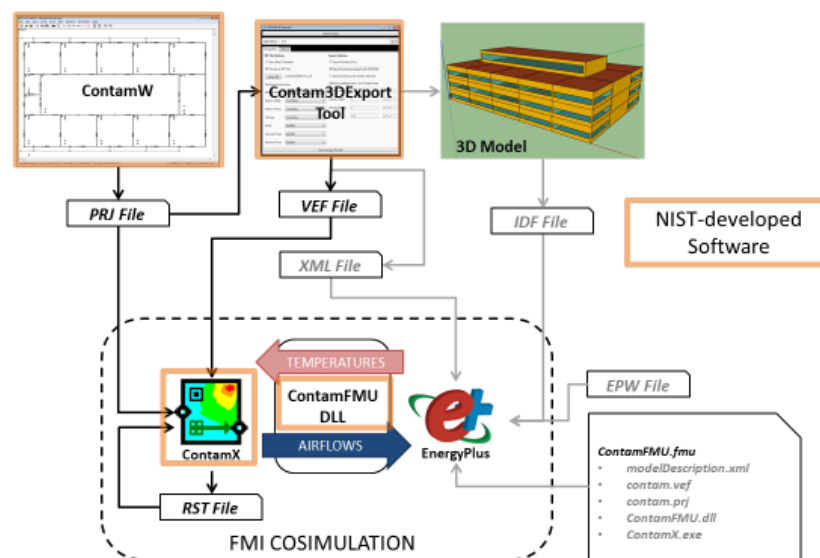 ContamW
Contam3DExport
Tool
3D Model
PRJ File
VEF File
IDF File
NIST-developed
Software
XML File
TEMPERATURES
ContamFMU
DLL
EPW File
ContamX
AIRFLOWS
EnergyPlus
RST File
FMI COSIMULATION
ContamFMU.fmu
• modelDescription.xml
• contam.vef
• contam.prj
• ContamFMU.dll
• ContamX.exe